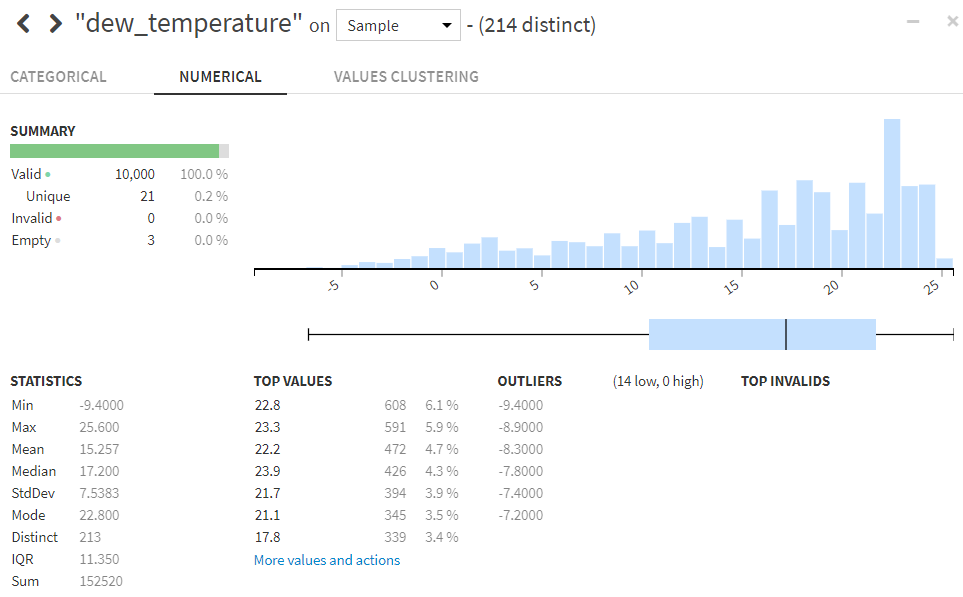 "dew_temperature" on Sample - (214 distinct)
CATEGORICAL NUMERICAL VALUES CLUSTERING
SUMMARY
Valid 10,000 100.0 %
Unique 21 0.2 %
Invalid 0 0.0 %
Empty 3 0.0 %
-5 0 5 10 15 20 25
STATISTICS
Min -9.4000
Max 25.600
Mean 15.257
Median 17.200
StdDev 7.5383
Mode 22.800
Distinct 213
IQR 11.350
Sum 152520
TOP VALUES
22.8 608 6.1 %
23.3 591 5.9 %
22.2 472 4.7 %
23.9 426 4.3 %
21.7 394 3.9 %
21.1 345 3.5 %
17.8 339 3.4 %
More values and actions
OUTLIERS (14 low, 0 high)
-9.4000
-8.9000
-8.3000
-7.8000
-7.4000
-7.2000
TOP INVALIDS